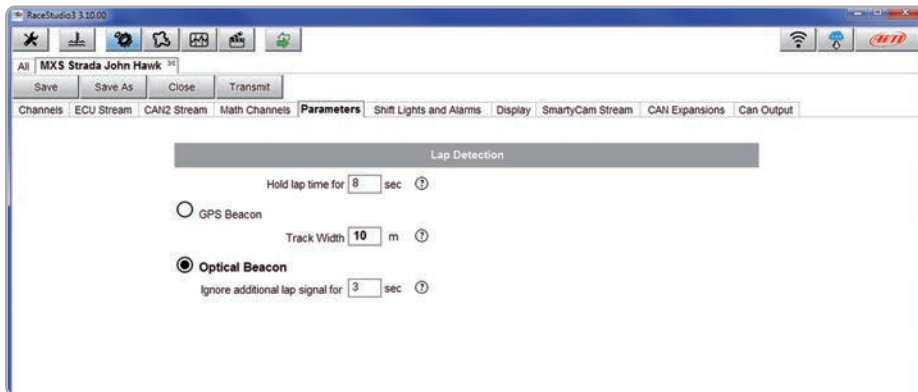 RaceStudio3 3.10.00
All MXS Strada John Hawk
Save Save As Close Transmit
Channels ECU Stream CAN2 Stream Math Channels Parameters Shift Lights and Alarms Display SmartyCam Stream CAN Expansions Can Output
Lap Detection
Hold lap time for 8 sec ?
GPS Beacon
Track Width 10 m ?
Optical Beacon
Ignore additional lap signal for 3 sec ?